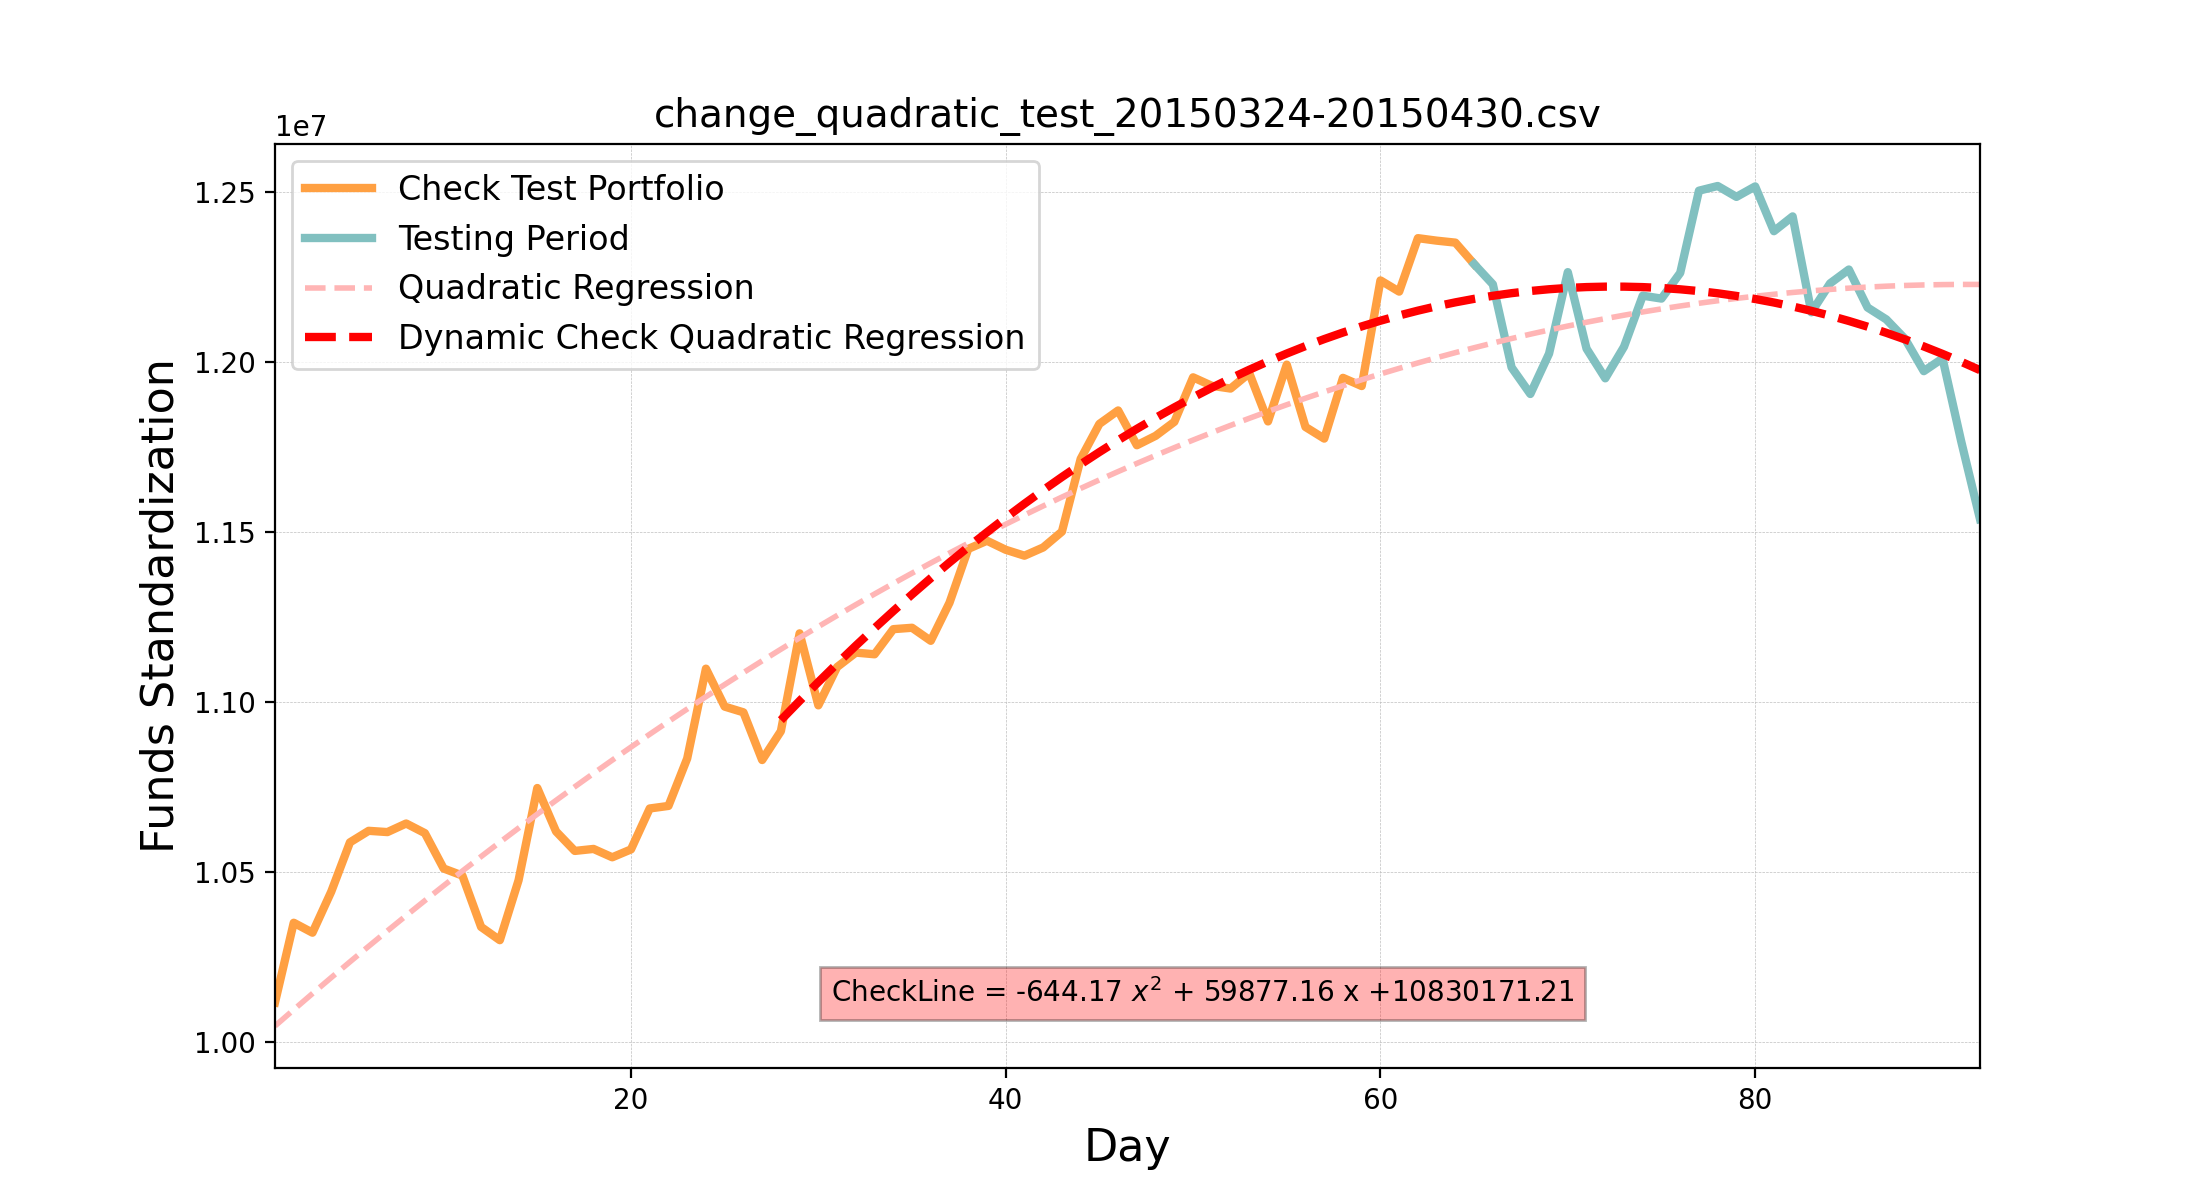 change_quadratic_test_20150324-20150430.csv
1e7
Check Test Portfolio
Testing Period
Quadratic Regression
Dynamic Check Quadratic Regression
1.25
1.20
1.15
1.10
1.05
1.00
Funds Standardization
CheckLine = -644.17 x² + 59877.16 x +10830171.21
20 40 60 80
Day